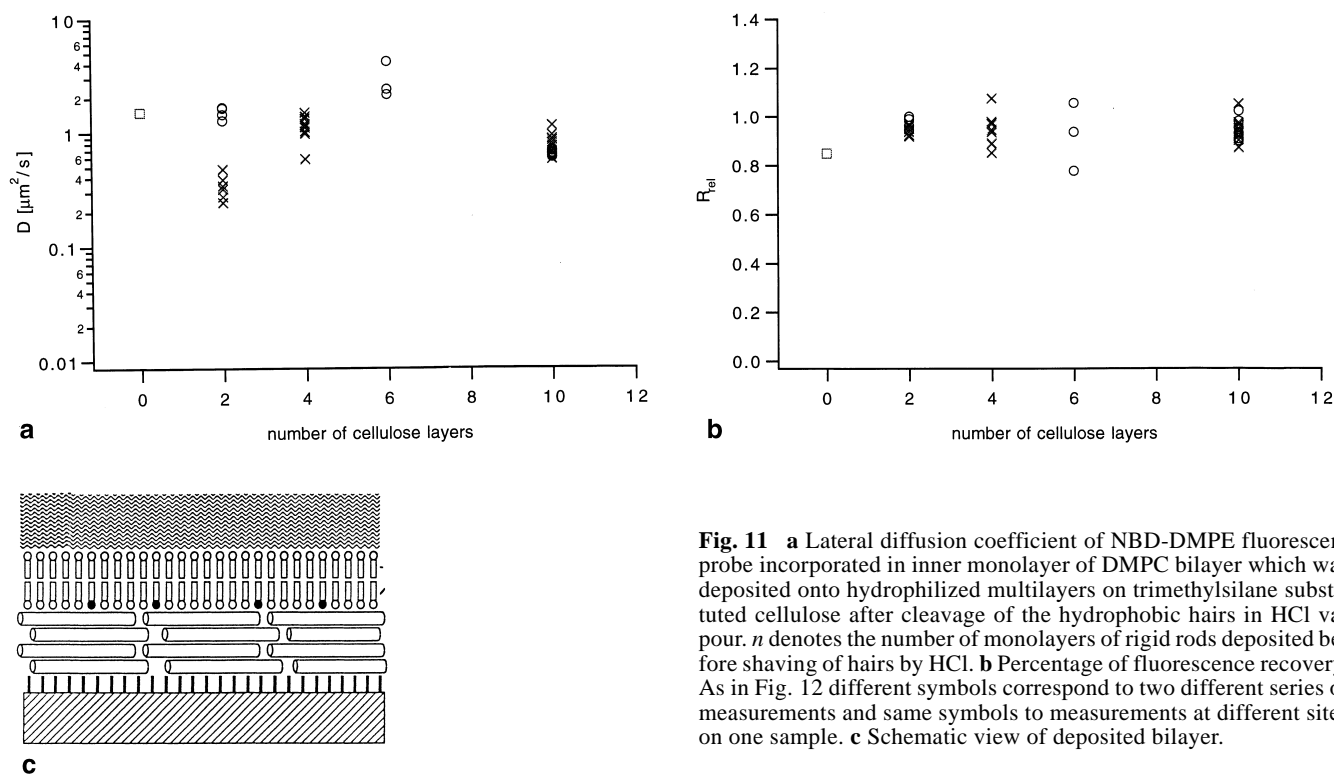 10
6
4
2
1
6
4
2
0.1
6
4
2
0.01
D [μm²/s]
0 2 4 6 8 10 12
number of cellulose layers
a
1.4
1.2
1.0
0.8
0.6
0.4
0.2
0.0
R_rel
0 2 4 6 8 10 12
number of cellulose layers
b
c
Fig. 11 a Lateral diffusion coefficient of NBD-DMPE fluorescen
probe incorporated in inner monolayer of DMPC bilayer which wa
deposited onto hydrophilized multilayers on trimethylsilane subst
tuted cellulose after cleavage of the hydrophobic hairs in HCl va
pour. n denotes the number of monolayers of rigid rods deposited be
fore shaving of hairs by HCl. b Percentage of fluorescence recovery
As in Fig. 12 different symbols correspond to two different series o
measurements and same symbols to measurements at different site
on one sample. c Schematic view of deposited bilayer.